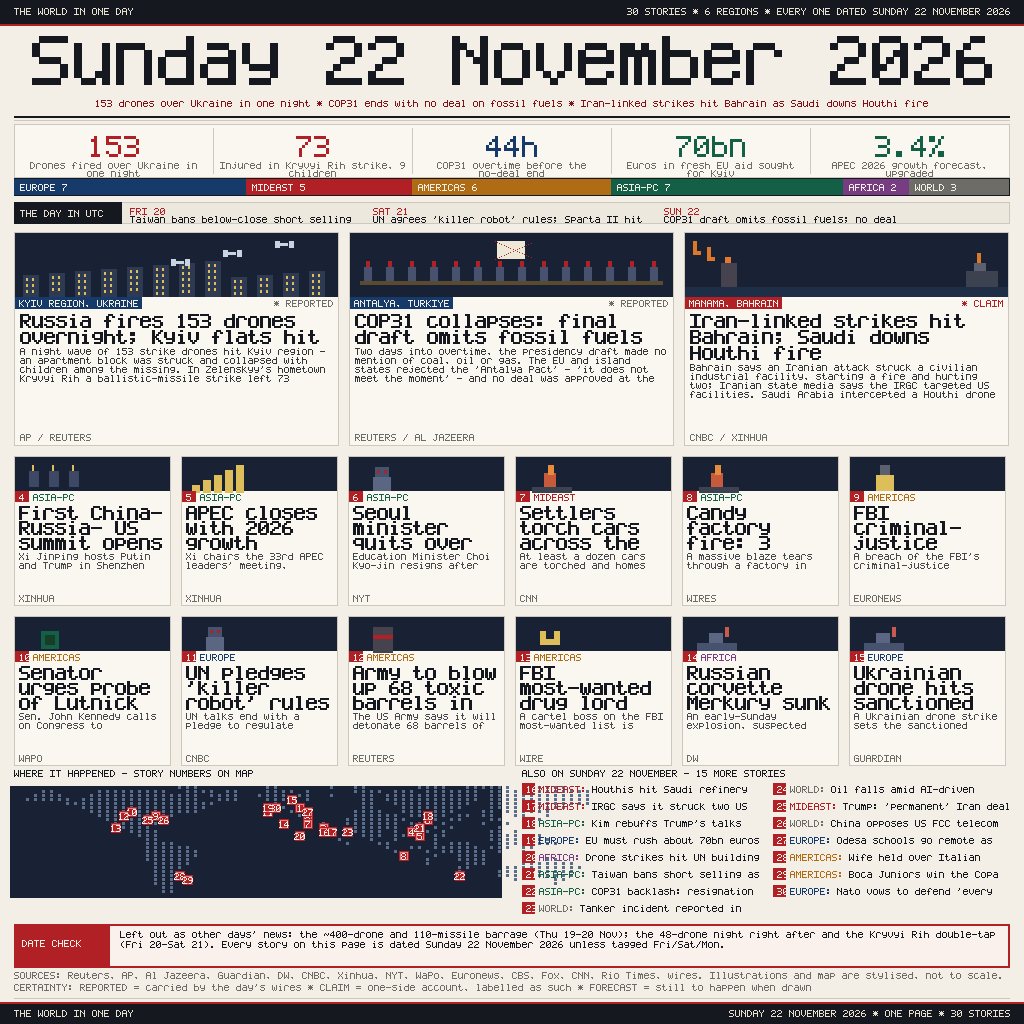 THE WORLD IN ONE DAY
30 STORIES * 6 REGIONS * EVERY ONE DATED SUNDAY 22 NOVEMBER 2026
Sunday 22 November 2026
153 drones over Ukraine in one night * COP31 ends with no deal on fossil fuels * Iran-linked strikes hit Bahrain as Saudi downs Houthi fire
153
Drones fired over Ukraine in
one night
73
Injured in Kryvyi Rih strike, 9
children
44h
COP31 overtime before the
no-deal end
70bn
Euros in fresh EU aid sought
for Kyiv
3.4%
APEC 2026 growth forecast,
upgraded
EUROPE 7
MIDEAST 5
AMERICAS 6
ASIA-PC 7
AFRICA 2
WORLD 3
THE DAY IN UTC
FRI 20
Taiwan bans below-close short selling
SAT 21
UN agrees 'killer robot' rules; Sparta II hit
SUN 22
COP31 draft omits fossil fuels; no deal
KYIV REGION, UKRAINE
* REPORTED
Russia fires 153 drones
overnight; Kyiv flats hit
A night wave of 153 strike drones hit Kyiv region -
an apartment block was struck and collapsed with
children among the missing. In Zelenskyy's hometown
Kryvyi Rih a ballistic-missile strike left 73
AP / REUTERS
ANTALYA, TURKIYE
* REPORTED
COP31 collapses: final
draft omits fossil fuels
Two days into overtime, the presidency draft made no
mention of coal, oil or gas. The EU and island
states rejected the 'Antalya Pact' - 'it does not
meet the moment' - and no deal was approved at the
REUTERS / AL JAZEERA
MANAMA, BAHRAIN
* CLAIM
Iran-linked strikes hit
Bahrain; Saudi downs
Houthi fire
Bahrain says an Iranian attack struck a civilian
industrial facility, starting a fire and hurting
two; Iranian state media says the IRGC targeted US
facilities. Saudi Arabia intercepted a Houthi drone
CNBC / XINHUA
4 ASIA-PC
First China-
Russia- US
summit opens
Xi Jinping hosts Putin
and Trump in Shenzhen
XINHUA
5 ASIA-PC
APEC closes
with 2026
growth
Xi chairs the 33rd APEC
leaders' meeting,
XINHUA
6 ASIA-PC
Seoul
minister
quits over
Education Minister Choi
Kyo-jin resigns after
NYT
7 MIDEAST
Settlers
torch cars
across the
At least a dozen cars
are torched and homes
CNN
8 ASIA-PC
Candy
factory
fire: 3
A massive blaze tears
through a factory in
WIRES
9 AMERICAS
FBI
criminal-
justice
A breach of the FBI's
criminal-justice
EURONEWS
10 AMERICAS
Senator
urges probe
of Lutnick
Sen. John Kennedy calls
on Congress to
WAPO
11 EUROPE
UN pledges
'killer
robot' rules
UN talks end with a
pledge to regulate
CNBC
12 AMERICAS
Army to blow
up 68 toxic
barrels in
The US Army says it will
detonate 68 barrels of
REUTERS
13 AMERICAS
FBI
most-wanted
drug lord
A cartel boss on the FBI
most-wanted list is
WIRE
14 AFRICA
Russian
corvette
Merkury sunk
An early-Sunday
explosion, suspected
DW
15 EUROPE
Ukrainian
drone hits
sanctioned
A Ukrainian drone strike
sets the sanctioned
GUARDIAN
WHERE IT HAPPENED - STORY NUMBERS ON MAP
ALSO ON SUNDAY 22 NOVEMBER - 15 MORE STORIES
MIDEAST: Houthis hit Saudi refinery
MIDEAST: IRGC says it struck two US
ASIA-PC: Kim rebuffs Trump's talks
EUROPE: EU must rush about 70bn euros
AFRICA: Drone strikes hit UN building
ASIA-PC: Taiwan bans short selling as
ASIA-PC: COP31 backlash: resignation
WORLD: Tanker incident reported in
WORLD: Oil falls amid AI-driven
MIDEAST: Trump: 'permanent' Iran deal
WORLD: China opposes US FCC telecom
EUROPE: Odesa schools go remote as
AMERICAS: Wife held over Italian
AMERICAS: Boca Juniors win the Copa
EUROPE: Nato vows to defend 'every
DATE CHECK
Left out as other days' news: the ~400-drone and 110-missile barrage (Thu 19-20 Nov); the 48-drone night right after and the Kryvyi Rih double-tap
(Fri 20-Sat 21). Every story on this page is dated Sunday 22 November 2026 unless tagged Fri/Sat/Mon.
SOURCES: Reuters, AP, Al Jazeera, Guardian, DW, CNBC, Xinhua, NYT, WaPo, Euronews, CBS, Fox, CNN, Rio Times, wires. Illustrations and map are stylised, not to scale.
CERTAINTY: REPORTED = carried by the day's wires * CLAIM = one-side account, labelled as such * FORECAST = still to happen when drawn
THE WORLD IN ONE DAY
SUNDAY 22 NOVEMBER 2026 * ONE PAGE * 30 STORIES